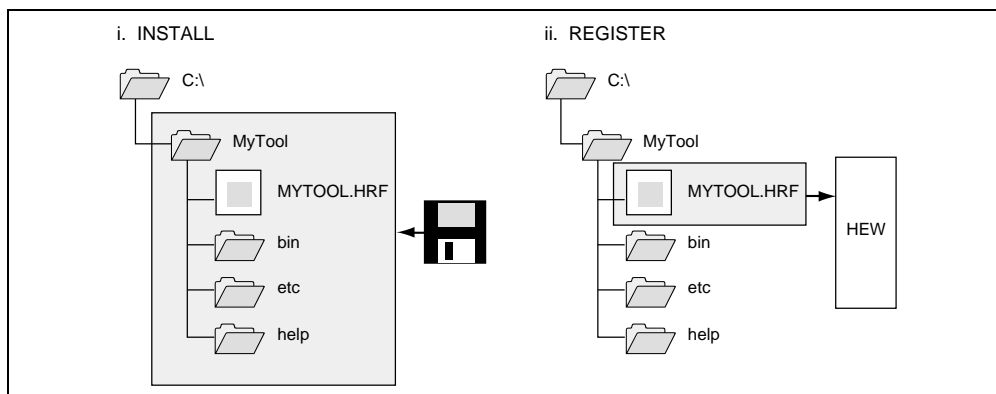 i. INSTALL
C:\
MyTool
MYTOOL.HRF
bin
etc
help
ii. REGISTER
C:\
MyTool
MYTOOL.HRF
bin
etc
help
HEW